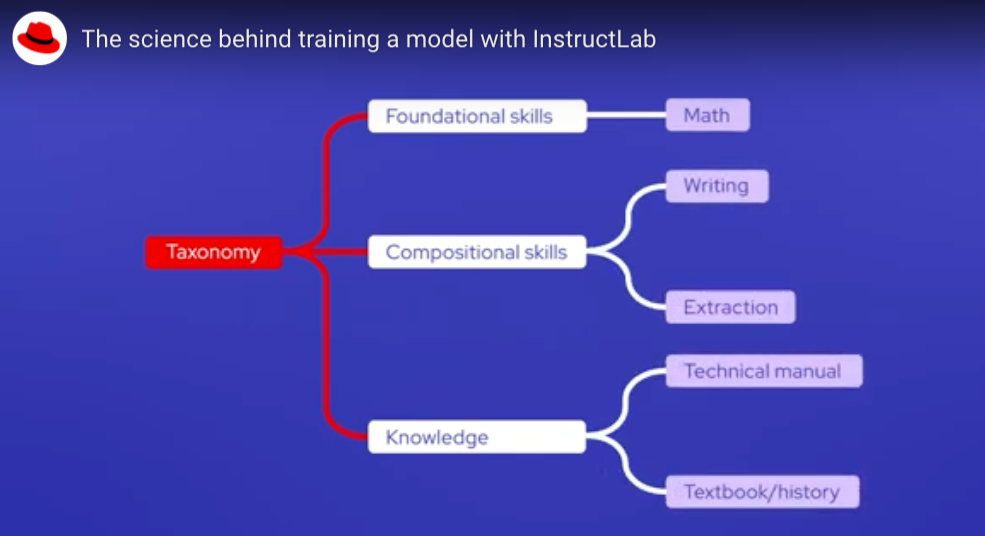 The science behind training a model with InstructLab
Foundational skills
Math
Writing
Taxonomy
Compositional skills
Extraction
Technical manual
Knowledge
Textbook/history